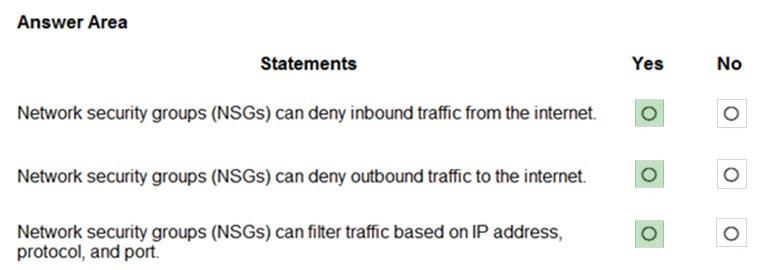 Answer Area
Statements Yes No
Network security groups (NSGs) can deny inbound traffic from the internet.
Network security groups (NSGs) can deny outbound traffic to the internet.
Network security groups (NSGs) can filter traffic based on IP address,
protocol, and port.